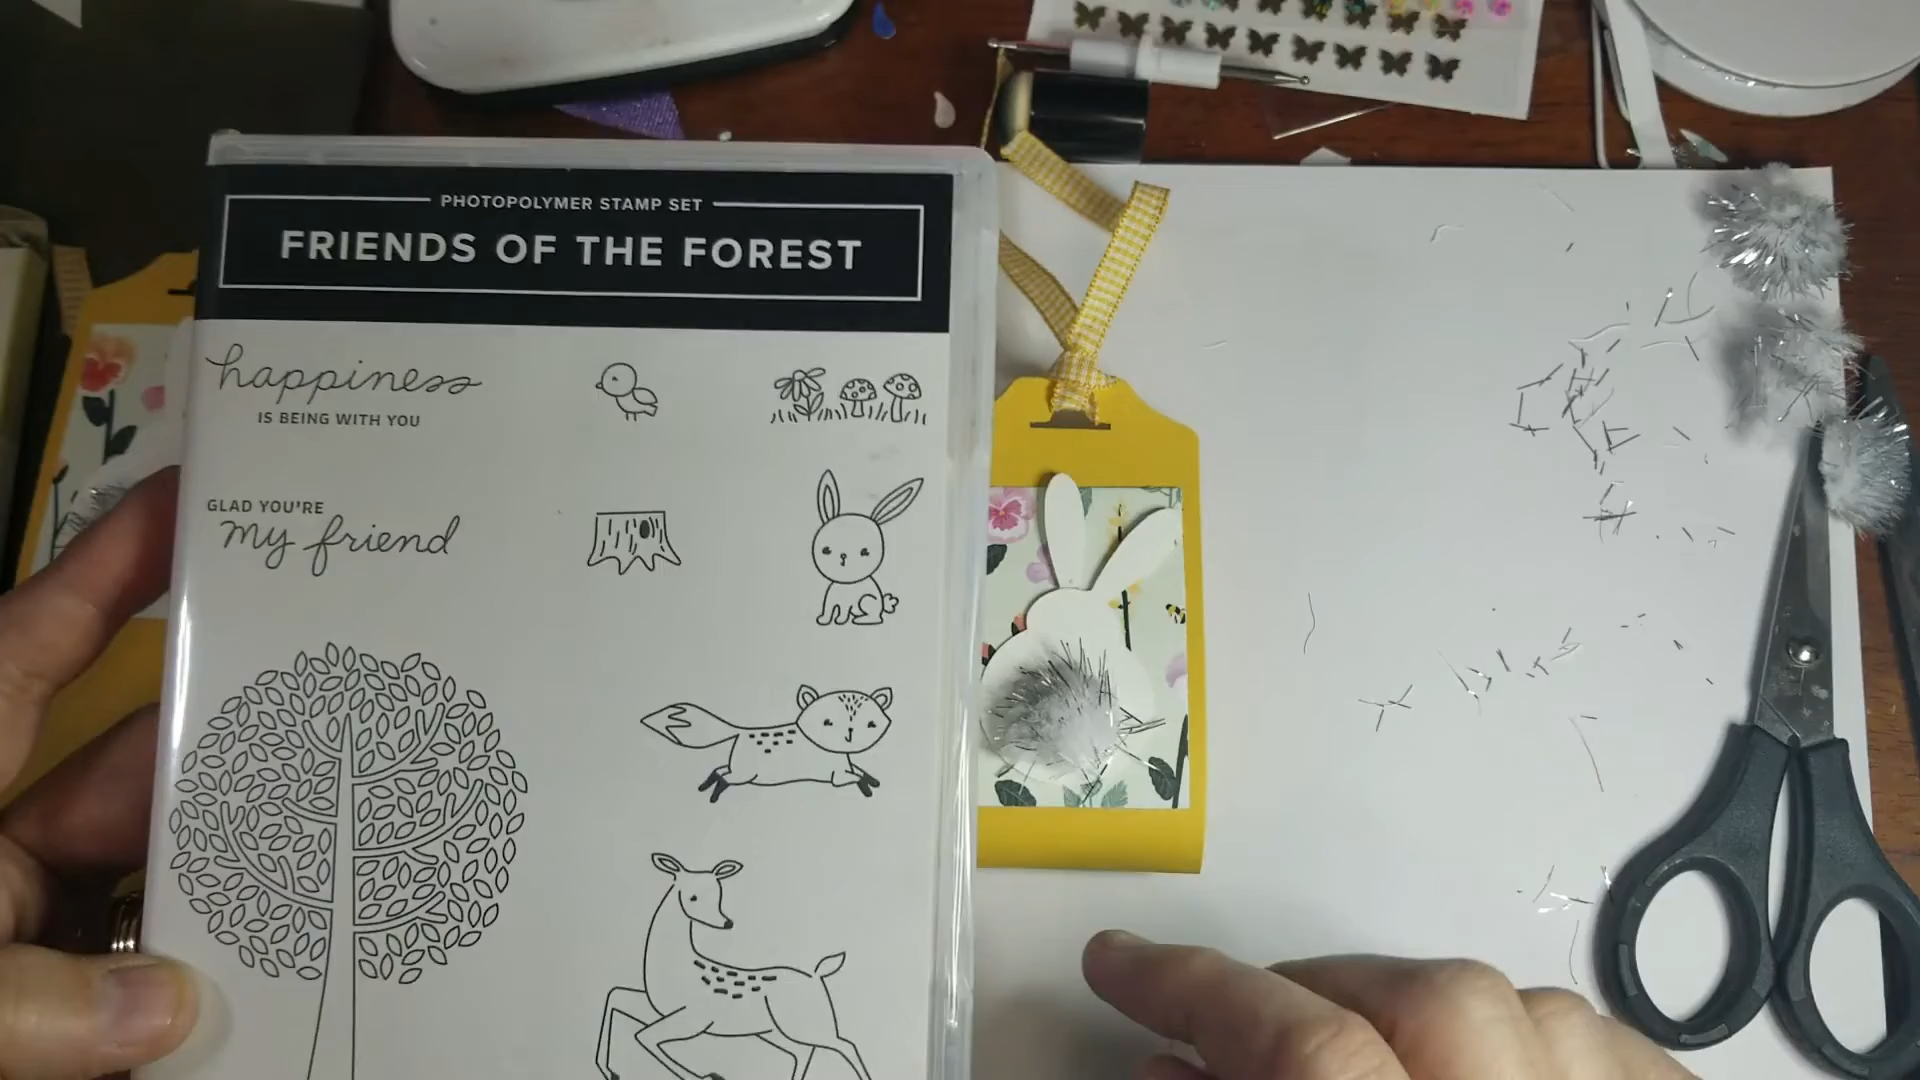 PHOTOPOLYMER STAMP SET
FRIENDS OF THE FOREST
happiness
IS BEING WITH YOU
GLAD YOU'RE
my friend